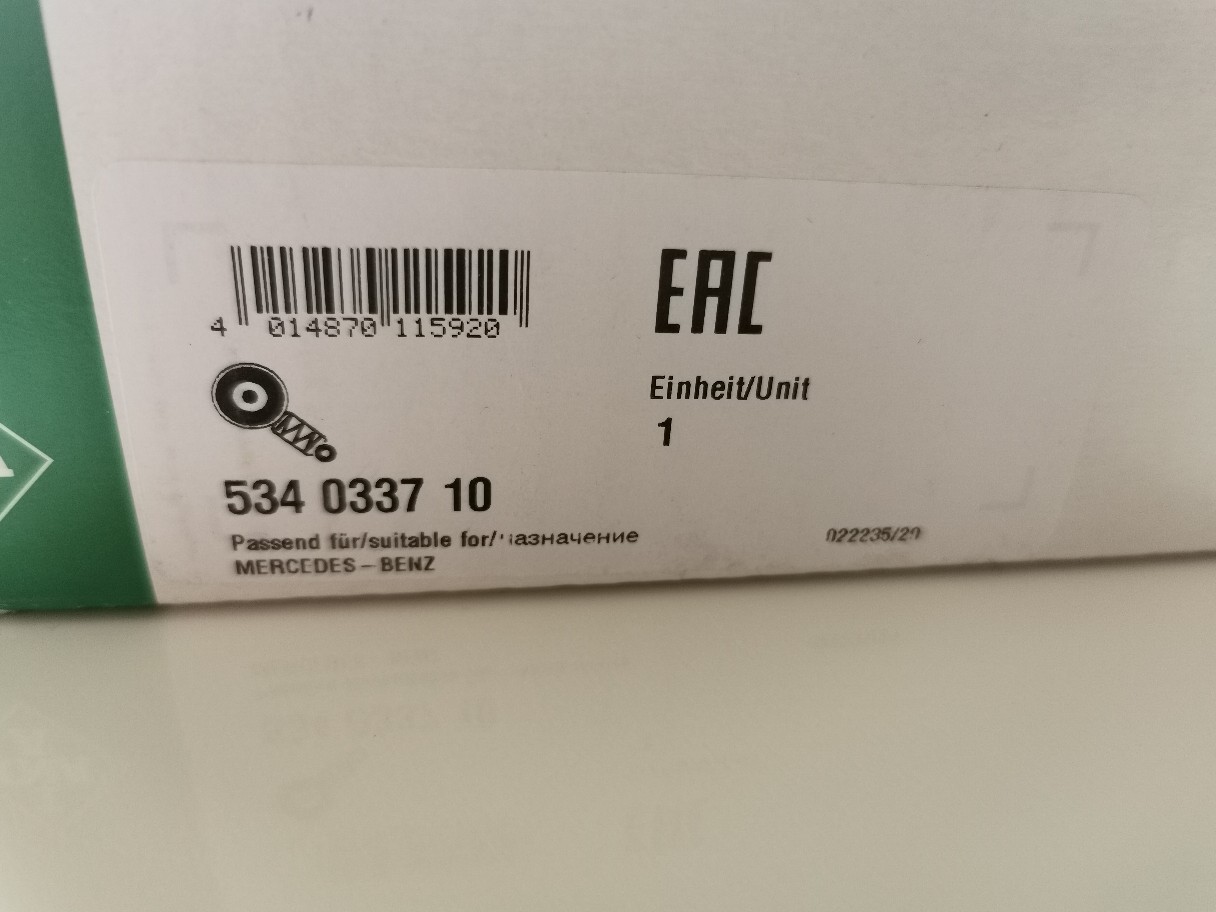 4 014870 115920
EAC
Einheit/Unit
1
534 0337 10
Passend für/suitable for/назначение
MERCEDES-BENZ
022235/20
A